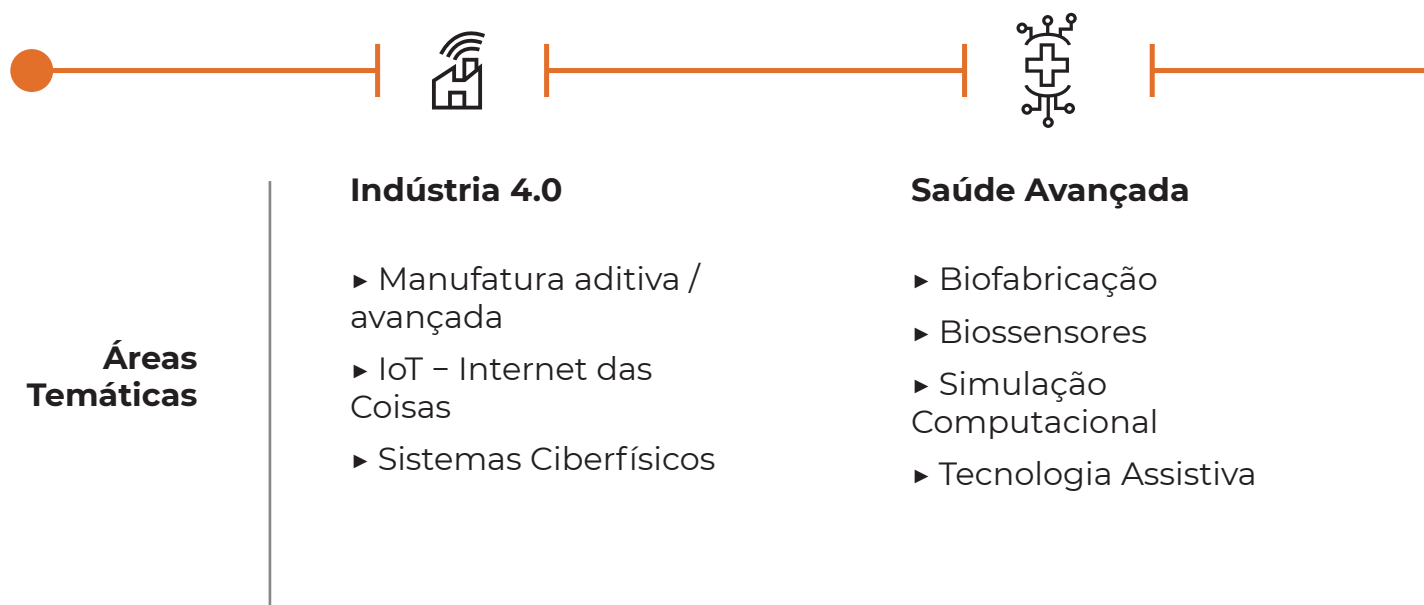 Indústria 4.0
Saúde Avançada
Áreas
Temáticas
▸ Manufatura aditiva /
avançada
▸ IoT – Internet das
Coisas
▸ Sistemas Ciberfísicos
▸ Biofabricação
▸ Biossensores
▸ Simulação
Computacional
▸ Tecnologia Assistiva